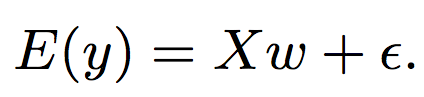 E(y) = Xw + ϵ.